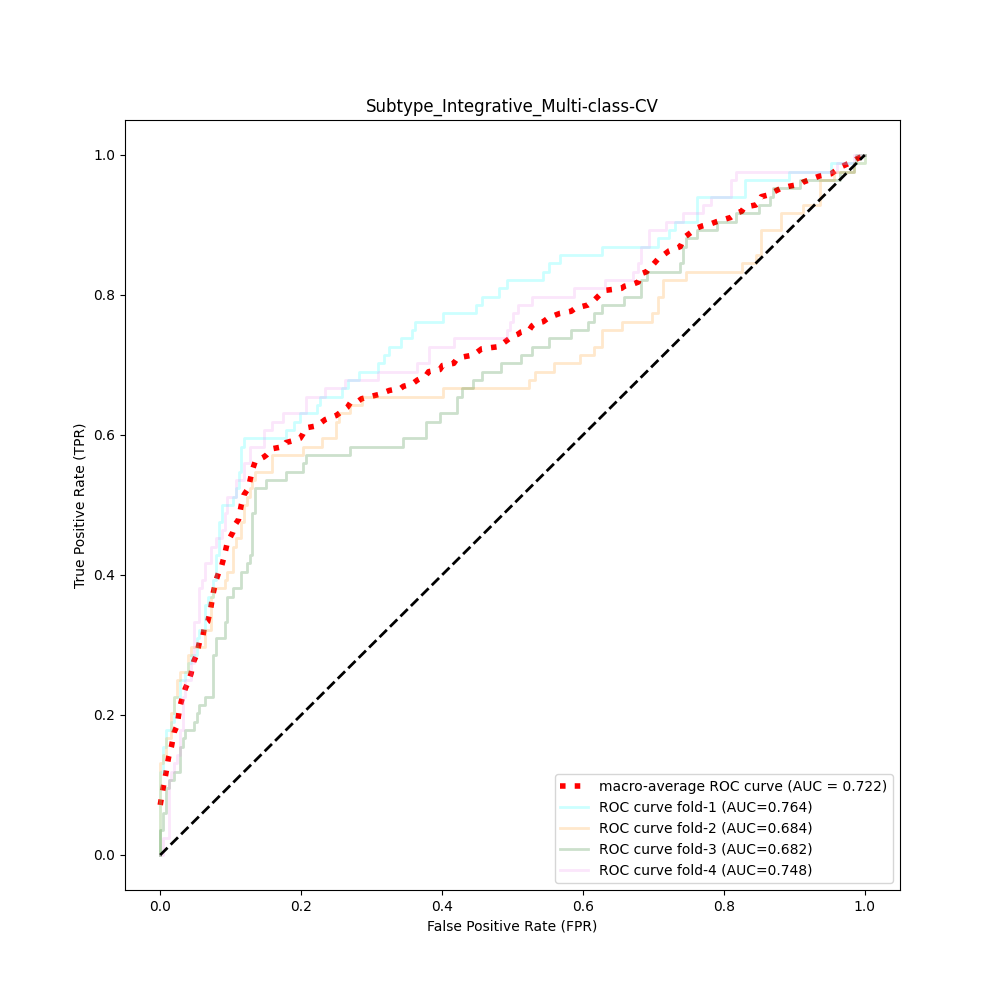 Subtype_Integrative_Multi-class-CV
True Positive Rate (TPR)
1.0
0.8
0.6
0.4
0.2
0.0
macro-average ROC curve (AUC = 0.722)
ROC curve fold-1 (AUC=0.764)
ROC curve fold-2 (AUC=0.684)
ROC curve fold-3 (AUC=0.682)
ROC curve fold-4 (AUC=0.748)
0.0 0.2 0.4 0.6 0.8 1.0
False Positive Rate (FPR)